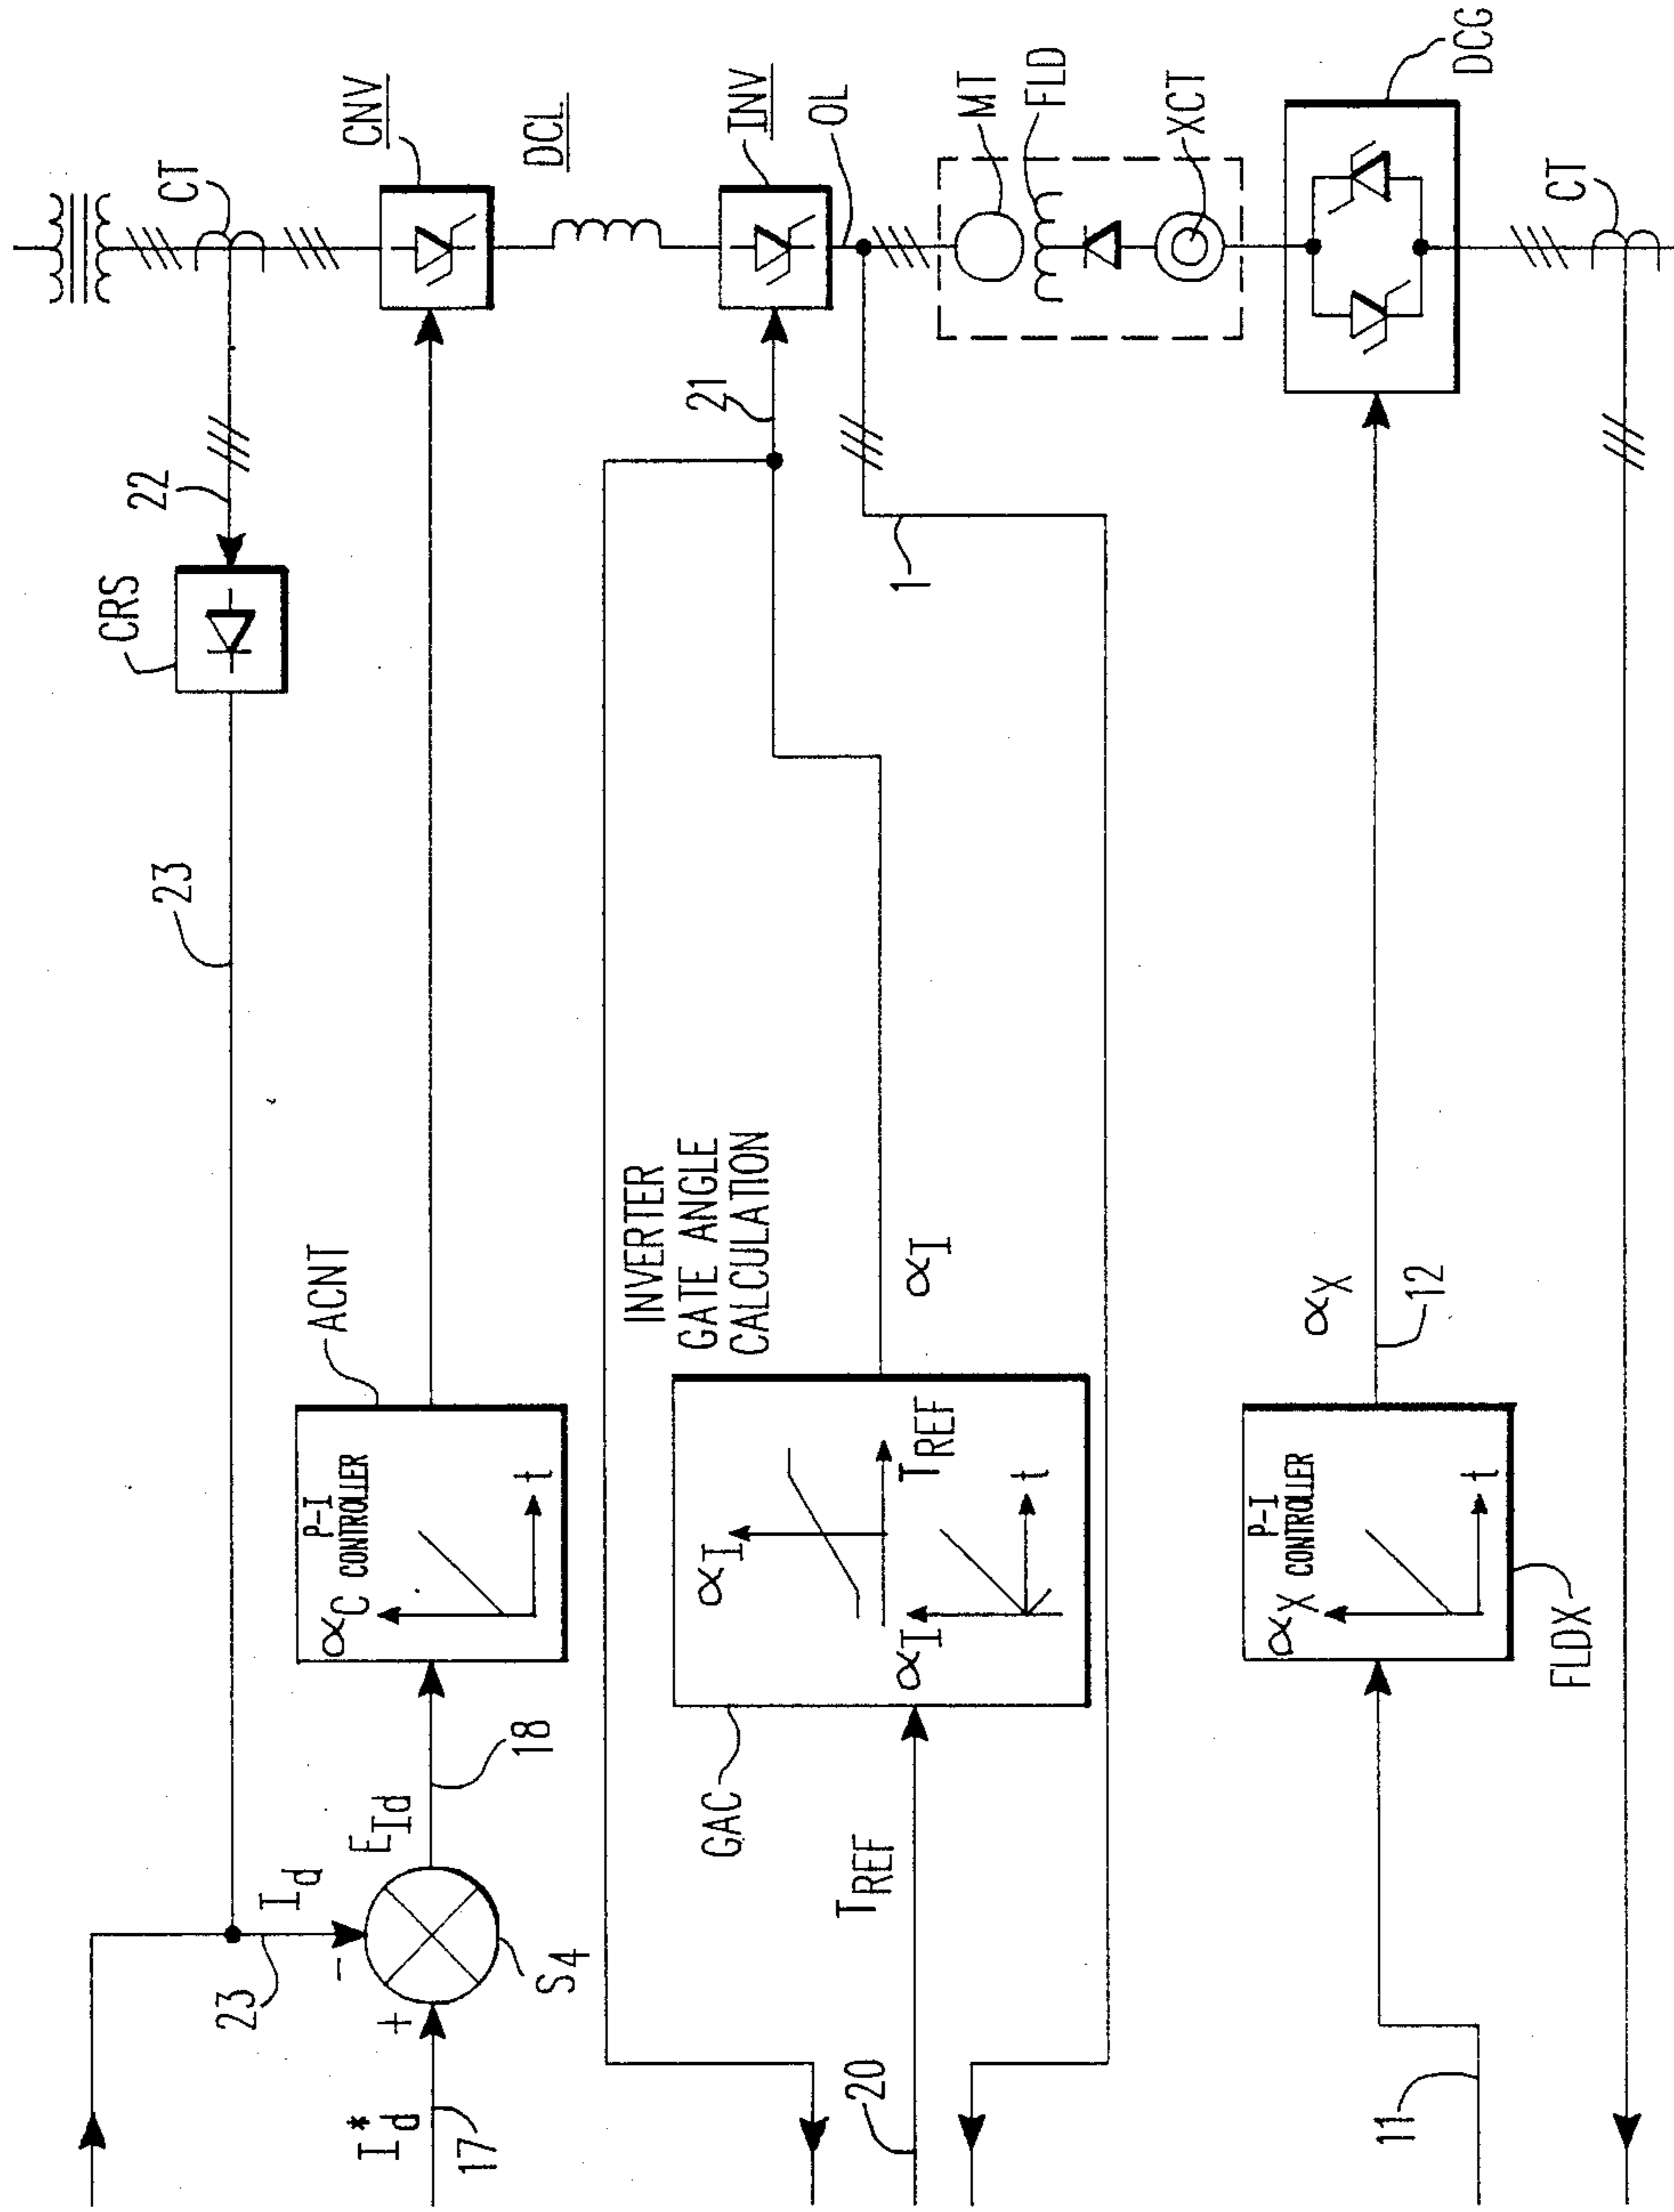 CT
22
CRS
23
CNV
DCL
INV
21
OL
1
MT
FLD
XCT
DCG
CT
ACNT
P-I
αC CONTROLLER
t
INVERTER
GATE ANGLE
CALCULATION
αI
αI
TREF
αI
t
GAC
TREF
20
Id
23
-
+
EId
18
S4
I*d
17
αX
12
P-I
αX CONTROLLER
t
FLDX
11